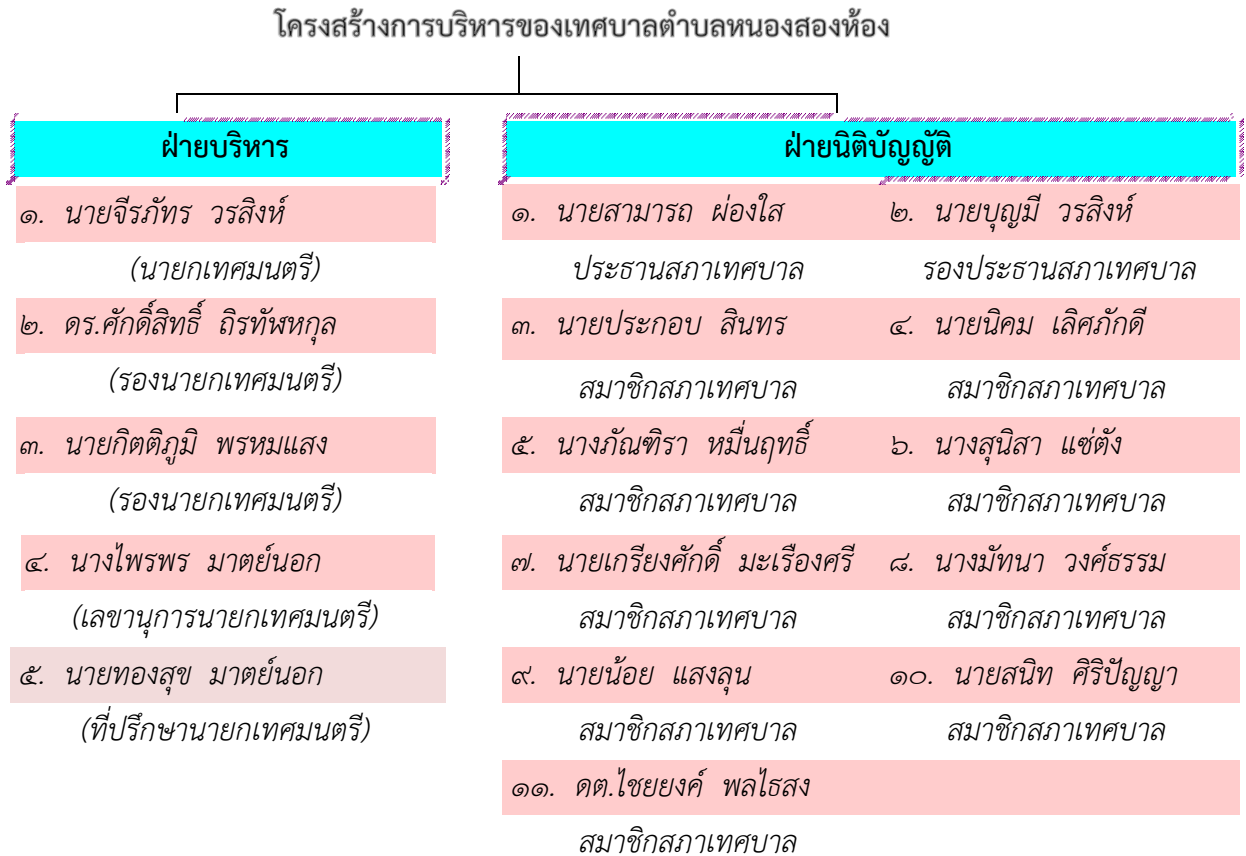 โครงสร้างการบริหารของเทศบาลตำบลหนองสองห้อง
ฝ่ายบริหาร
๑. นายจีรภัทร วรสิงห์
(นายกเทศมนตรี)
๒. ดร.ศักดิ์สิทธิ์ ถิรทัฬหกุล
(รองนายกเทศมนตรี)
๓. นายกิตติภูมิ พรหมแสง
(รองนายกเทศมนตรี)
๔. นางไพรพร มาตย์นอก
(เลขานุการนายกเทศมนตรี)
๕. นายทองสุข มาตย์นอก
(ที่ปรึกษานายกเทศมนตรี)
ฝ่ายนิติบัญญัติ
๑. นายสามารถ ผ่องใส ๒. นายบุญมี วรสิงห์
ประธานสภาเทศบาล รองประธานสภาเทศบาล
๓. นายประกอบ สินทร ๔. นายนิคม เลิศภักดี
สมาชิกสภาเทศบาล สมาชิกสภาเทศบาล
๕. นางภัณฑิรา หมื่นฤทธิ์ ๖. นางสุนิสา แซ่ตัง
สมาชิกสภาเทศบาล สมาชิกสภาเทศบาล
๗. นายเกรียงศักดิ์ มะเรืองศรี ๘. นางมัทนา วงศ์ธรรม
สมาชิกสภาเทศบาล สมาชิกสภาเทศบาล
๙. นายน้อย แสงลุน ๑๐. นายสนิท ศิริปัญญา
สมาชิกสภาเทศบาล สมาชิกสภาเทศบาล
๑๑. ดต.ไชยยงค์ พลไธสง
สมาชิกสภาเทศบาล